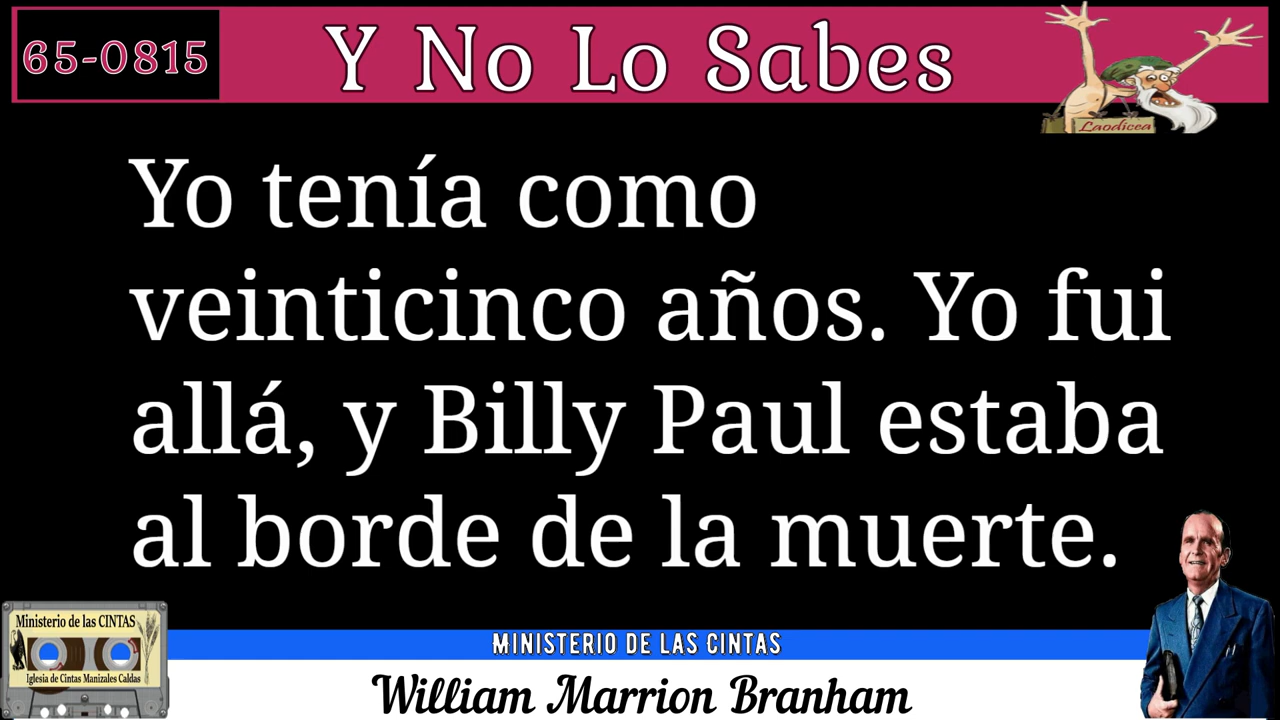 65-0815
Y No Lo Sabes
Laodicea
Yo tenía como
veinticinco años. Yo fui
allá, y Billy Paul estaba
al borde de la muerte.
Ministerio de las CINTAS
Iglesia de Cintas Manizales Caldas
MINISTERIO DE LAS CINTAS
William Marrion Branham